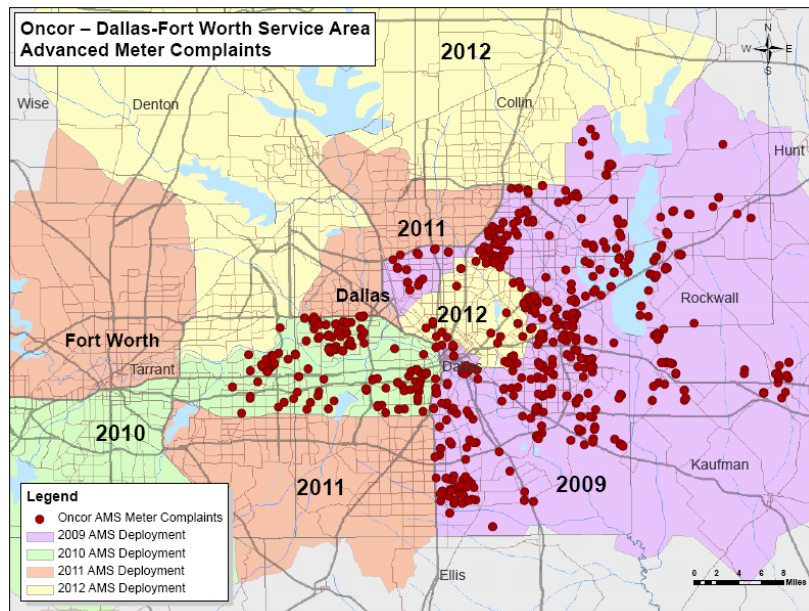 Oncor – Dallas-Fort Worth Service Area
Advanced Meter Complaints
2012
N
W E
S
Wise
Denton
Collin
Hunt
2011
Dallas
2012
Rockwall
Fort Worth
Tarrant
Dallas
2010
2011
2009
Kaufman
Ellis
Legend
Oncor AMS Meter Complaints
2009 AMS Deployment
2010 AMS Deployment
2011 AMS Deployment
2012 AMS Deployment
0 2 4 6 8
Miles